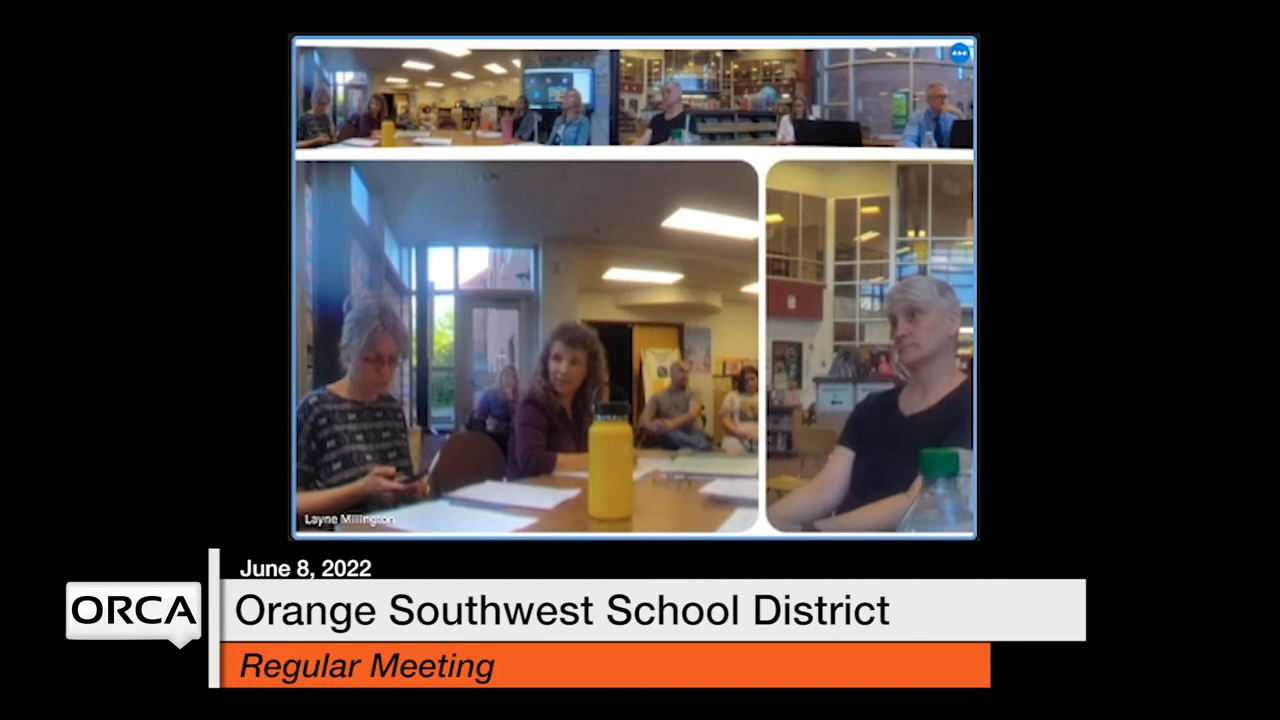 Layne Millington
June 8, 2022
ORCA
Orange Southwest School District
Regular Meeting